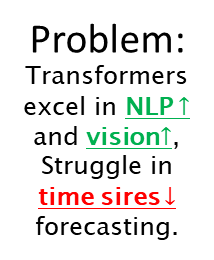 Problem:
Transformers
excel in NLP↑
and vision↑,
Struggle in
time sires↓
forecasting.